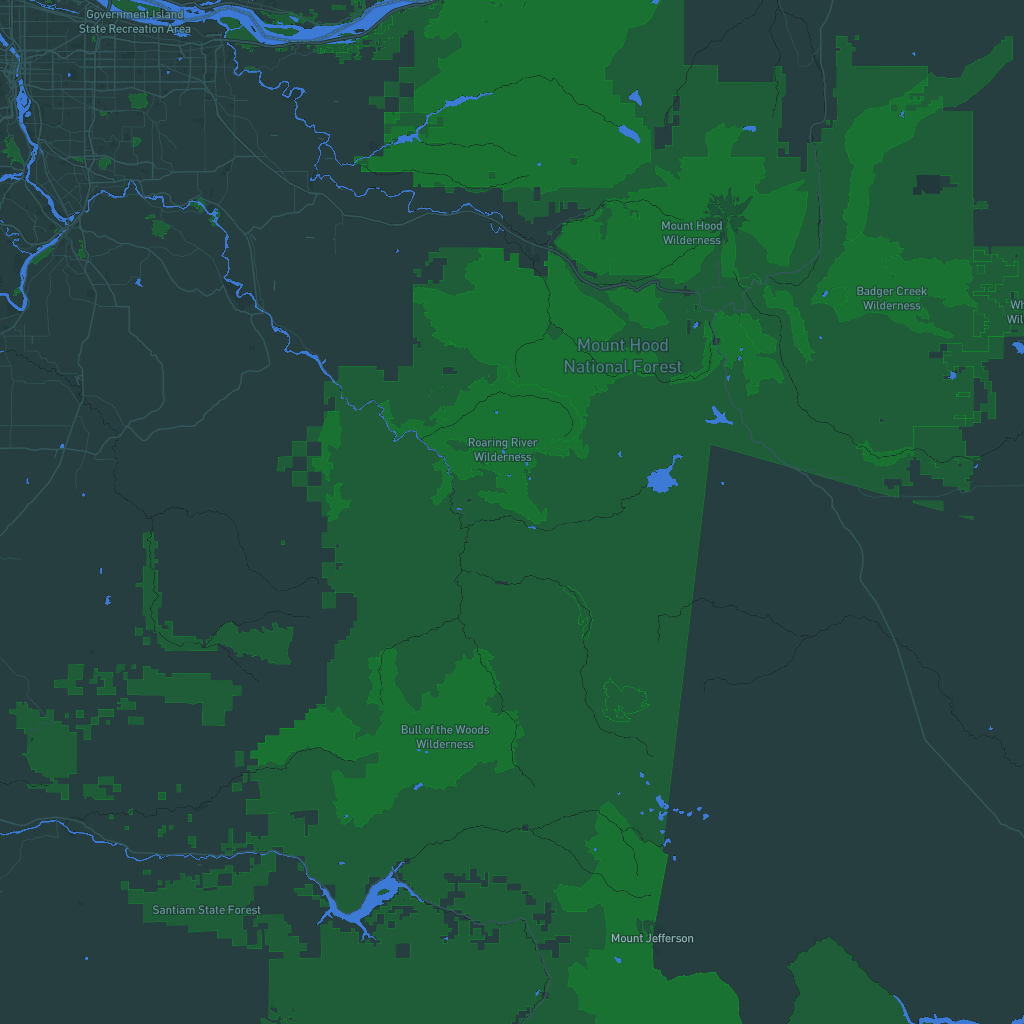 Government Island
State Recreation Area
Mount Hood
Wilderness
Badger Creek
Wilderness
Mount Hood
National Forest
Roaring River
Wilderness
Bull of the Woods
Wilderness
Santiam State Forest
Mount Jefferson